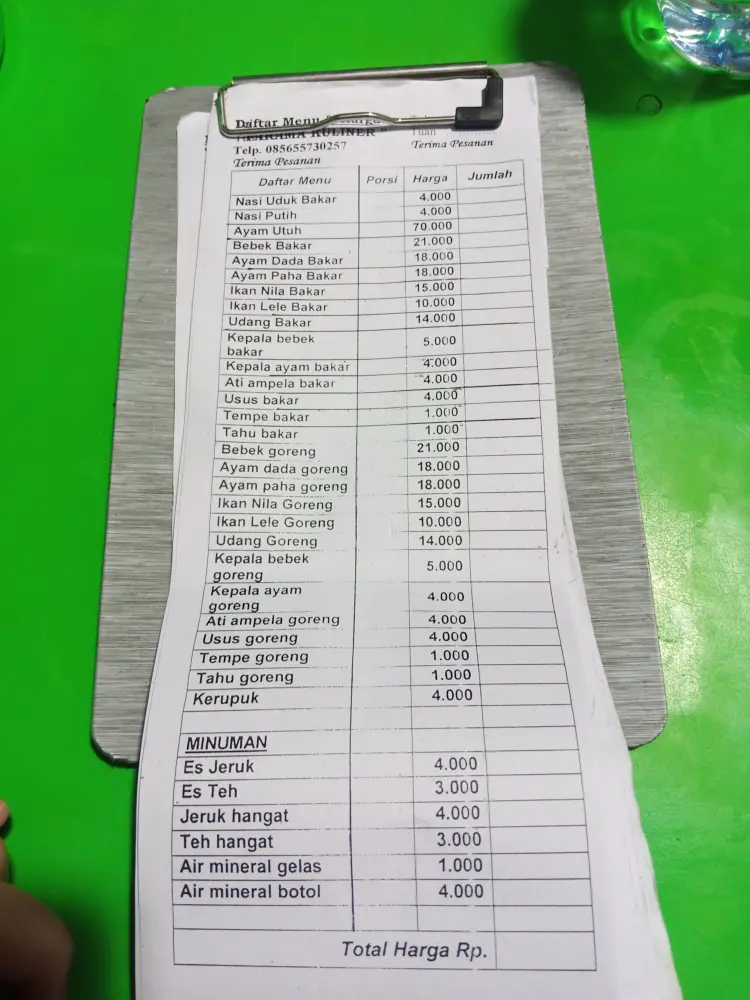 Daftar Menu
KULINER "
Telp. 085655730257
Terima Pesanan
Tuan
Terima Pesanan
Daftar Menu Porsi Harga Jumlah
Nasi Uduk Bakar 4.000
Nasi Putih 4.000
Ayam Utuh 70.000
Bebek Bakar 21.000
Ayam Dada Bakar 18.000
Ayam Paha Bakar 18.000
Ikan Nila Bakar 15.000
Ikan Lele Bakar 10.000
Udang Bakar 14.000
Kepala bebek
bakar 5.000
Kepala ayam bakar 4.000
Ati ampela bakar 4.000
Usus bakar 4.000
Tempe bakar 1.000
Tahu bakar 1.000
Bebek goreng 21.000
Ayam dada goreng 18.000
Ayam paha goreng 18.000
Ikan Nila Goreng 15.000
Ikan Lele Goreng 10.000
Udang Goreng 14.000
Kepala bebek
goreng 5.000
Kepala ayam
goreng 4.000
Ati ampela goreng 4.000
Usus goreng 4.000
Tempe goreng 1.000
Tahu goreng 1.000
Kerupuk 4.000
MINUMAN
Es Jeruk 4.000
Es Teh 3.000
Jeruk hangat 4.000
Teh hangat 3.000
Air mineral gelas 1.000
Air mineral botol 4.000
Total Harga Rp.